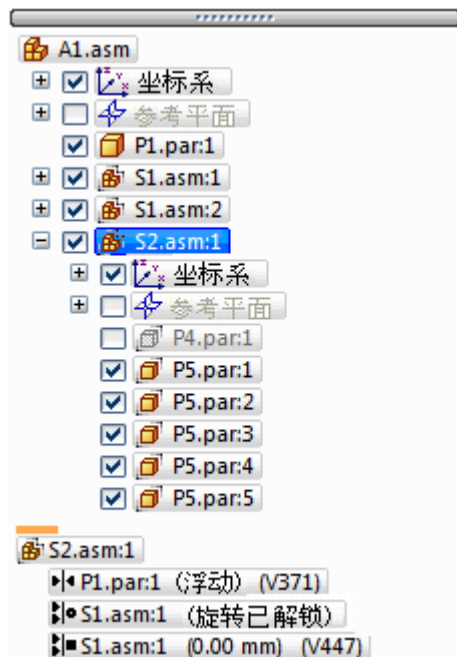 A1.asm
坐标系
参考平面
P1.par:1
S1.asm:1
S1.asm:2
S2.asm:1
坐标系
参考平面
P4.par:1
P5.par:1
P5.par:2
P5.par:3
P5.par:4
P5.par:5
S2.asm:1
P1.par:1 (浮动) (V371)
S1.asm:1 (旋转已解锁)
S1.asm:1 (0.00 mm) (V447)